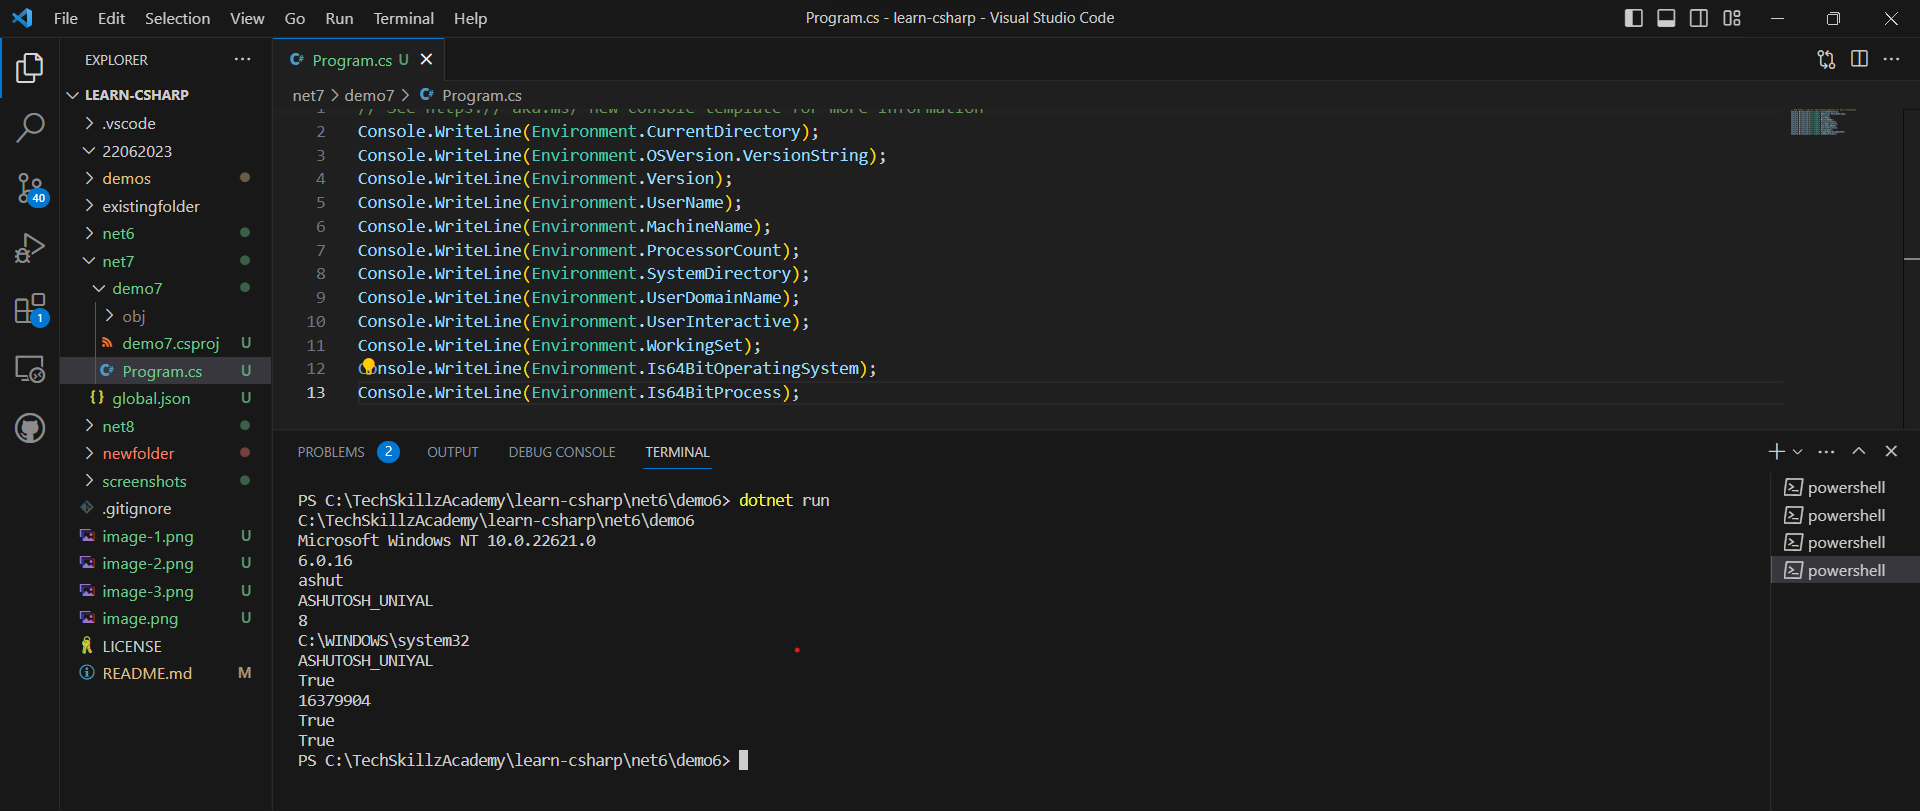 File Edit Selection View Go Run Terminal Help
Program.cs - learn-csharp - Visual Studio Code
EXPLORER
LEARN-CSHARP
.vscode
22062023
demos
existingfolder
net6
net7
demo7
obj
demo7.csproj U
Program.cs U
global.json U
net8
newfolder
screenshots
.gitignore
image-1.png U
image-2.png U
image-3.png U
image.png U
LICENSE
README.md M
40
1
Program.cs U
net7 > demo7 > Program.cs
1 // See https:// aka.ms/ new console template for more information
2 Console.WriteLine(Environment.CurrentDirectory);
3 Console.WriteLine(Environment.OSVersion.VersionString);
4 Console.WriteLine(Environment.Version);
5 Console.WriteLine(Environment.UserName);
6 Console.WriteLine(Environment.MachineName);
7 Console.WriteLine(Environment.ProcessorCount);
8 Console.WriteLine(Environment.SystemDirectory);
9 Console.WriteLine(Environment.UserDomainName);
10 Console.WriteLine(Environment.UserInteractive);
11 Console.WriteLine(Environment.WorkingSet);
12 Console.WriteLine(Environment.Is64BitOperatingSystem);
13 Console.WriteLine(Environment.Is64BitProcess);
PROBLEMS 2 OUTPUT DEBUG CONSOLE TERMINAL
PS C:\TechSkillzAcademy\learn-csharp\net6\demo6> dotnet run
C:\TechSkillzAcademy\learn-csharp\net6\demo6
Microsoft Windows NT 10.0.22621.0
6.0.16
ashut
ASHUTOSH_UNIYAL
8
C:\WINDOWS\system32
ASHUTOSH_UNIYAL
True
16379904
True
True
PS C:\TechSkillzAcademy\learn-csharp\net6\demo6>
powershell
powershell
powershell
powershell